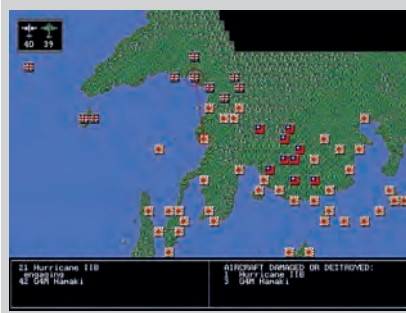 40 39
21 Hurricane IIB
engaging
42 G4M Hamaki
AIRCRAFT DAMAGED OR DESTROYED:
1 Hurricane IIB
3 G4M Hamaki